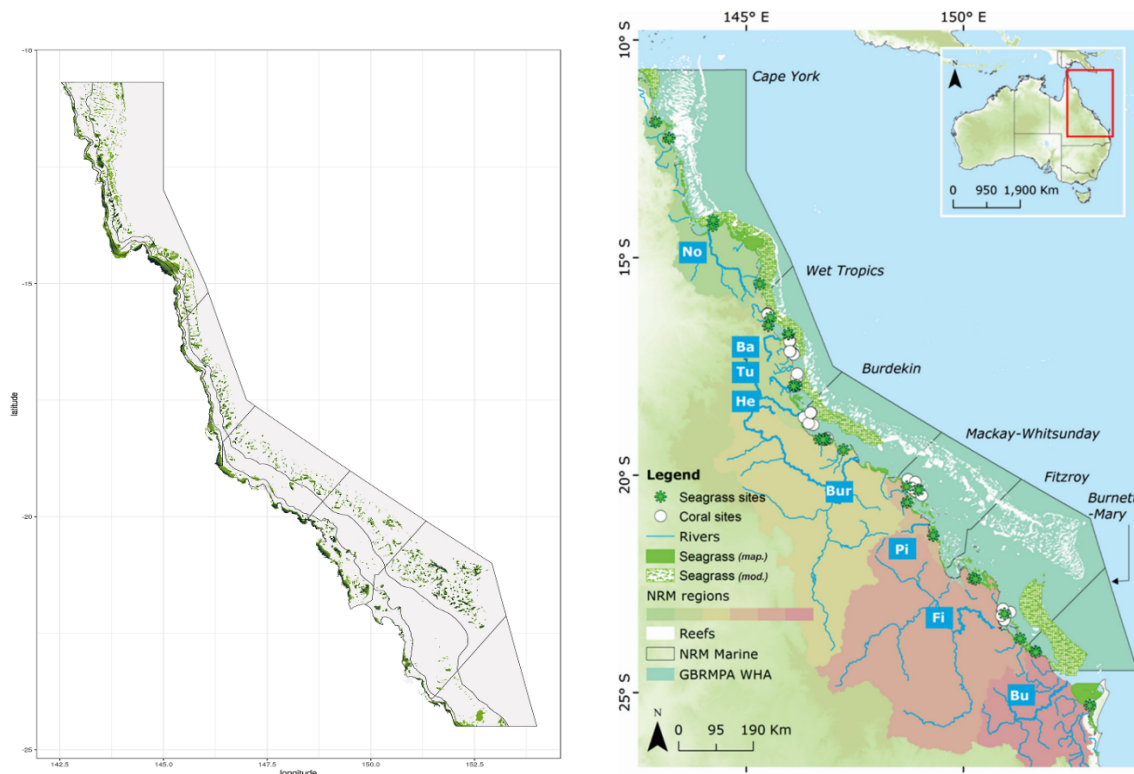 -10
-15
-20
-25
latitude
142.5
145.0
147.5
150.0
152.5
longitude
145° E
150° E
10° S
15° S
20° S
25° S
Cape York
Wet Tropics
Burdekin
Mackay-Whitsunday
Fitzroy
Burnett
-Mary
No
Ba
Tu
He
Bur
Pi
Fi
Bu
N
0 950 1,900 Km
Legend
Seagrass sites
Coral sites
Rivers
Seagrass (map.)
Seagrass (mod.)
NRM regions
Reefs
NRM Marine
GBRMPA WHA
N
0 95 190 Km